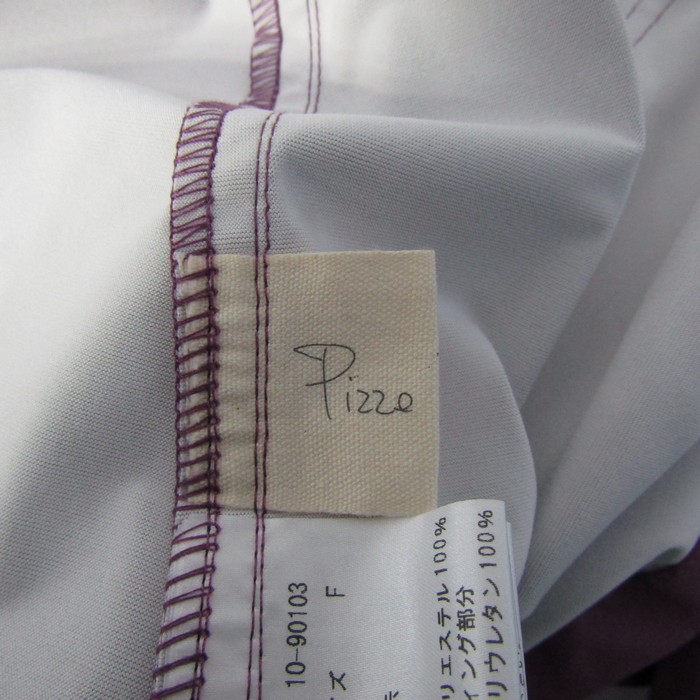 Pizzo
10-90103
ズ F
リエステル100%
ィング部分
リウレタン100%